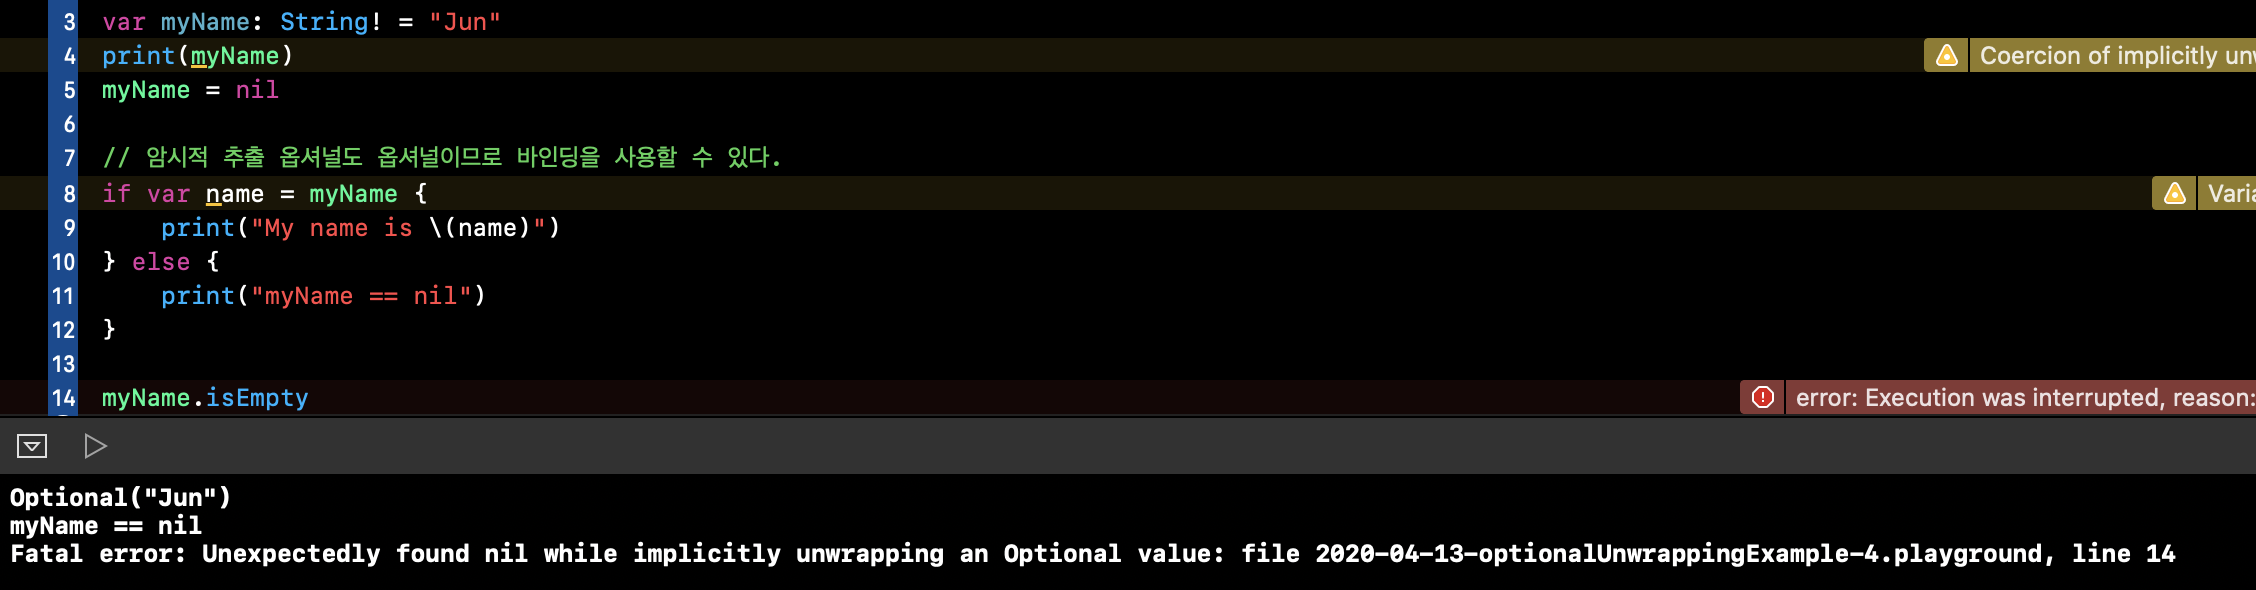 3 var myName: String! = "Jun"
4 print(myName) Coercion of implicitly
5 myName = nil
6
7 // 암시적 추출 옵셔널도 옵셔널이므로 바인딩을 사용할 수 있다.
8 if var name = myName {
9 print("My name is \(name)")
10 } else {
11 print("myName == nil")
12 }
13
14 myName.isEmpty error: Execution was interrupted, reason:
Optional("Jun")
myName == nil
Fatal error: Unexpectedly found nil while implicitly unwrapping an Optional value: file 2020-04-13-optionalUnwrappingExample-4.playground, line 14